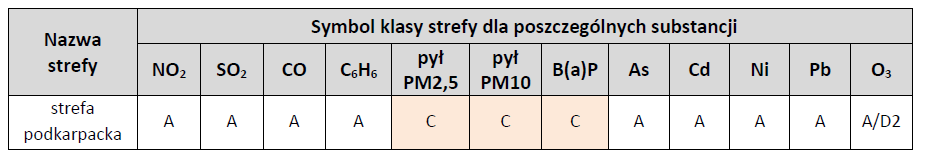 Nazwa strefy
Symbol klasy strefy dla poszczególnych substancji
NO₂ SO₂ CO C₆H₆ pył PM2,5 pył PM10 B(a)P As Cd Ni Pb O₃
strefa podkarpacka A A A A C C C A A A A A/D2